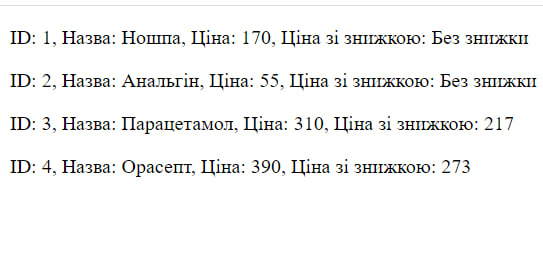 ID: 1, Назва: Ношпа, Ціна: 170, Ціна зі знижкою: Без знижки
ID: 2, Назва: Анальгін, Ціна: 55, Ціна зі знижкою: Без знижки
ID: 3, Назва: Парацетамол, Ціна: 310, Ціна зі знижкою: 217
ID: 4, Назва: Орасепт, Ціна: 390, Ціна зі знижкою: 273